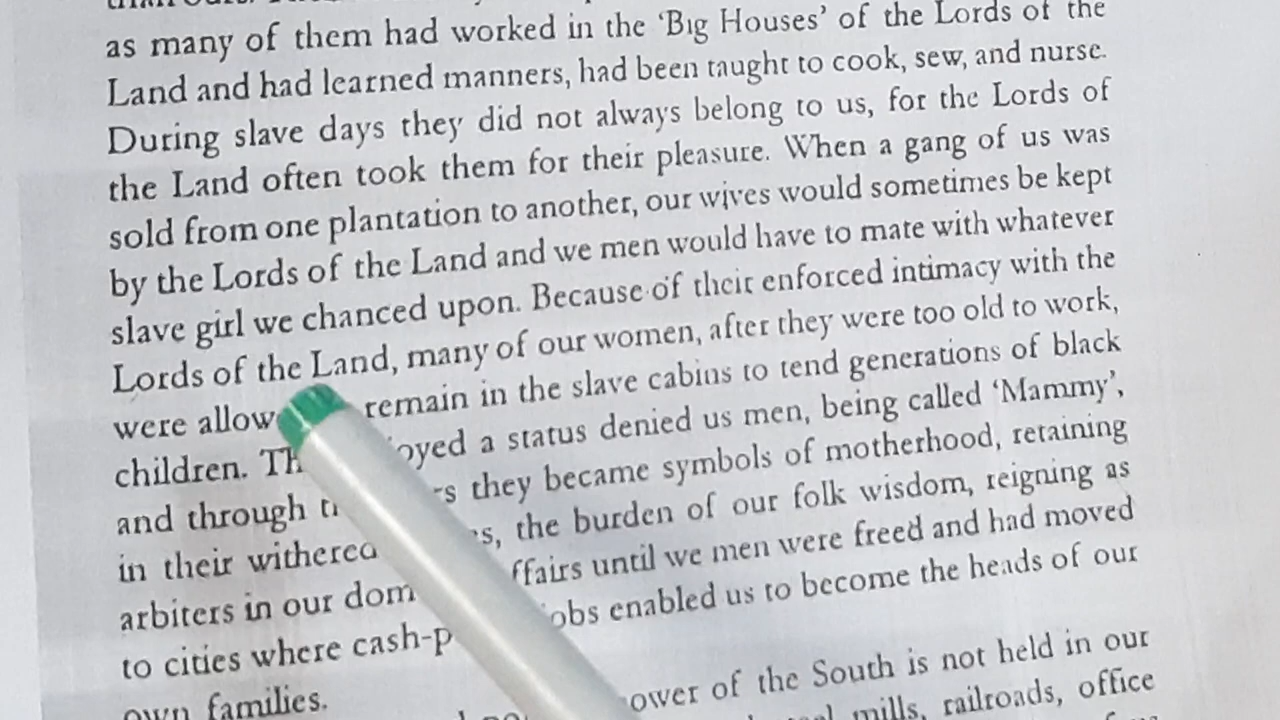 as many of them had worked in the ‘Big Houses’ of the Lords of the
Land and had learned manners, had been taught to cook, sew, and nurse.
During slave days they did not always belong to us, for the Lords of
the Land often took them for their pleasure. When a gang of us was
sold from one plantation to another, our wives would sometimes be kept
by the Lords of the Land and we men would have to mate with whatever
slave girl we chanced upon. Because of their enforced intimacy with the
Lords of the Land, many of our women, after they were too old to work,
were allow remain in the slave cabins to tend generations of black
children. Th oyed a status denied us men, being called ‘Mammy’,
and through t rs they became symbols of motherhood, retaining
in their withered s, the burden of our folk wisdom, reigning as
arbiters in our dom ffairs until we men were freed and had moved
to cities where cash-p obs enabled us to become the heads of our
own families.
ower of the South is not held in our
mills, railroads, office